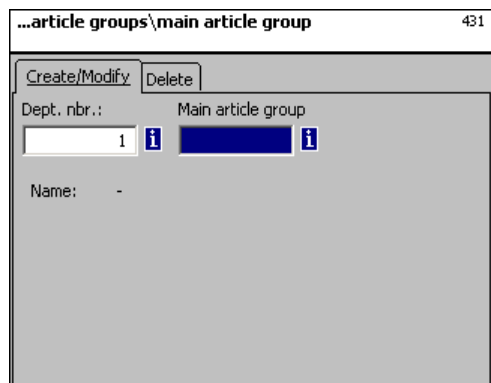 ...article groups\main article group 431
Create/Modify Delete
Dept. nbr.: Main article group
1 i i
Name: -